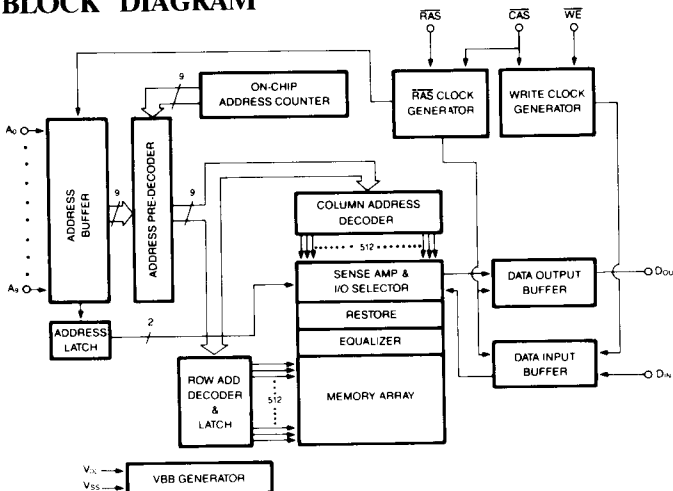 BLOCK DIAGRAM
RAS
CAS
WE
9
ON-CHIP
ADDRESS COUNTER
RAS CLOCK
GENERATOR
WRITE CLOCK
GENERATOR
A0
ADDRESS
BUFFER
9
ADDRESS PRE-DECODER
9
COLUMN ADDRESS
DECODER
512
SENSE AMP &
I/O SELECTOR
DATA OUTPUT
BUFFER
DOU
A9
ADDRESS
LATCH
2
RESTORE
EQUALIZER
ROW ADD
DECODER
&
LATCH
512
MEMORY ARRAY
DATA INPUT
BUFFER
DIN
VSS
VBB GENERATOR